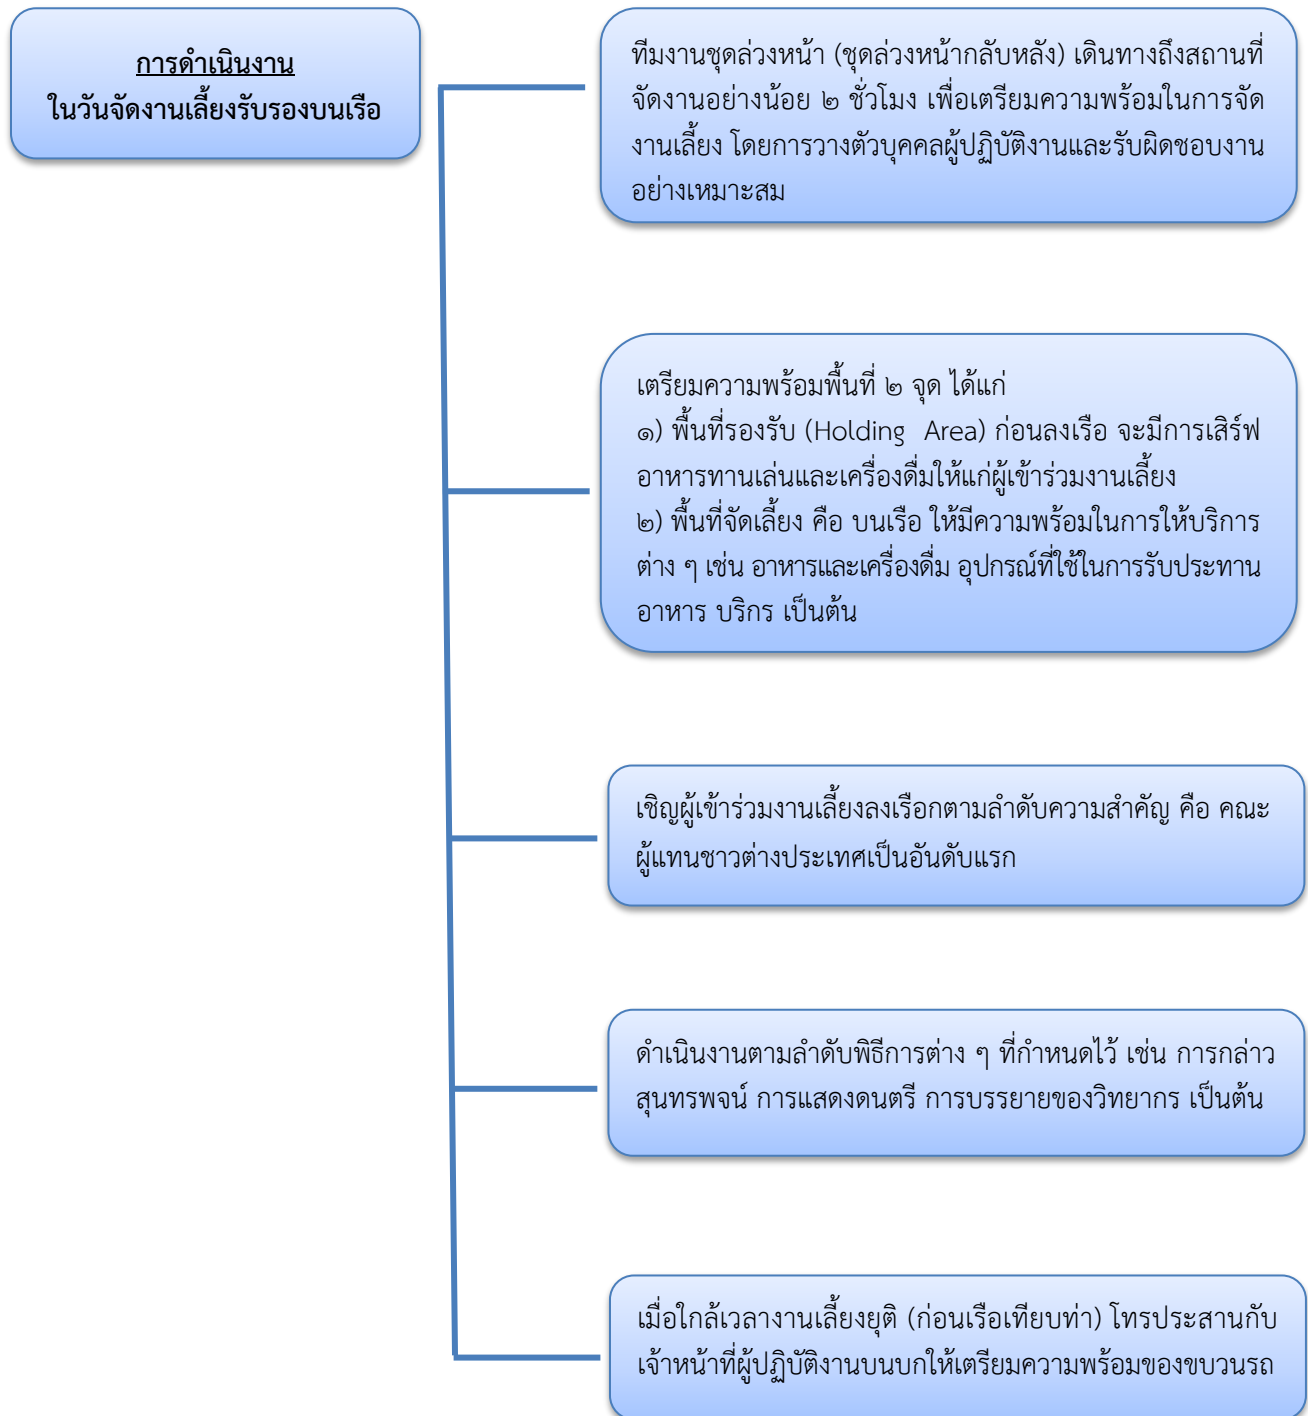 การดำเนินงาน
ในวันจัดงานเลี้ยงรับรองบนเรือ
ทีมงานชุดล่วงหน้า (ชุดล่วงหน้ากลับหลัง) เดินทางถึงสถานที่
จัดงานอย่างน้อย ๒ ชั่วโมง เพื่อเตรียมความพร้อมในการจัด
งานเลี้ยง โดยการวางตัวบุคคลผู้ปฏิบัติงานและรับผิดชอบงาน
อย่างเหมาะสม
เตรียมความพร้อมพื้นที่ ๒ จุด ได้แก่
๑) พื้นที่รองรับ (Holding Area) ก่อนลงเรือ จะมีการเสิร์ฟ
อาหารทานเล่นและเครื่องดื่มให้แก่ผู้เข้าร่วมงานเลี้ยง
๒) พื้นที่จัดเลี้ยง คือ บนเรือ ให้มีความพร้อมในการให้บริการ
ต่าง ๆ เช่น อาหารและเครื่องดื่ม อุปกรณ์ที่ใช้ในการรับประทาน
อาหาร บริกร เป็นต้น
เชิญผู้เข้าร่วมงานเลี้ยงลงเรือกตามลำดับความสำคัญ คือ คณะ
ผู้แทนชาวต่างประเทศเป็นอันดับแรก
ดำเนินงานตามลำดับพิธีการต่าง ๆ ที่กำหนดไว้ เช่น การกล่าว
สุนทรพจน์ การแสดงดนตรี การบรรยายของวิทยากร เป็นต้น
เมื่อใกล้เวลางานเลี้ยงยุติ (ก่อนเรือเทียบท่า) โทรประสานกับ
เจ้าหน้าที่ผู้ปฏิบัติงานบนบกให้เตรียมความพร้อมของขบวนรถ